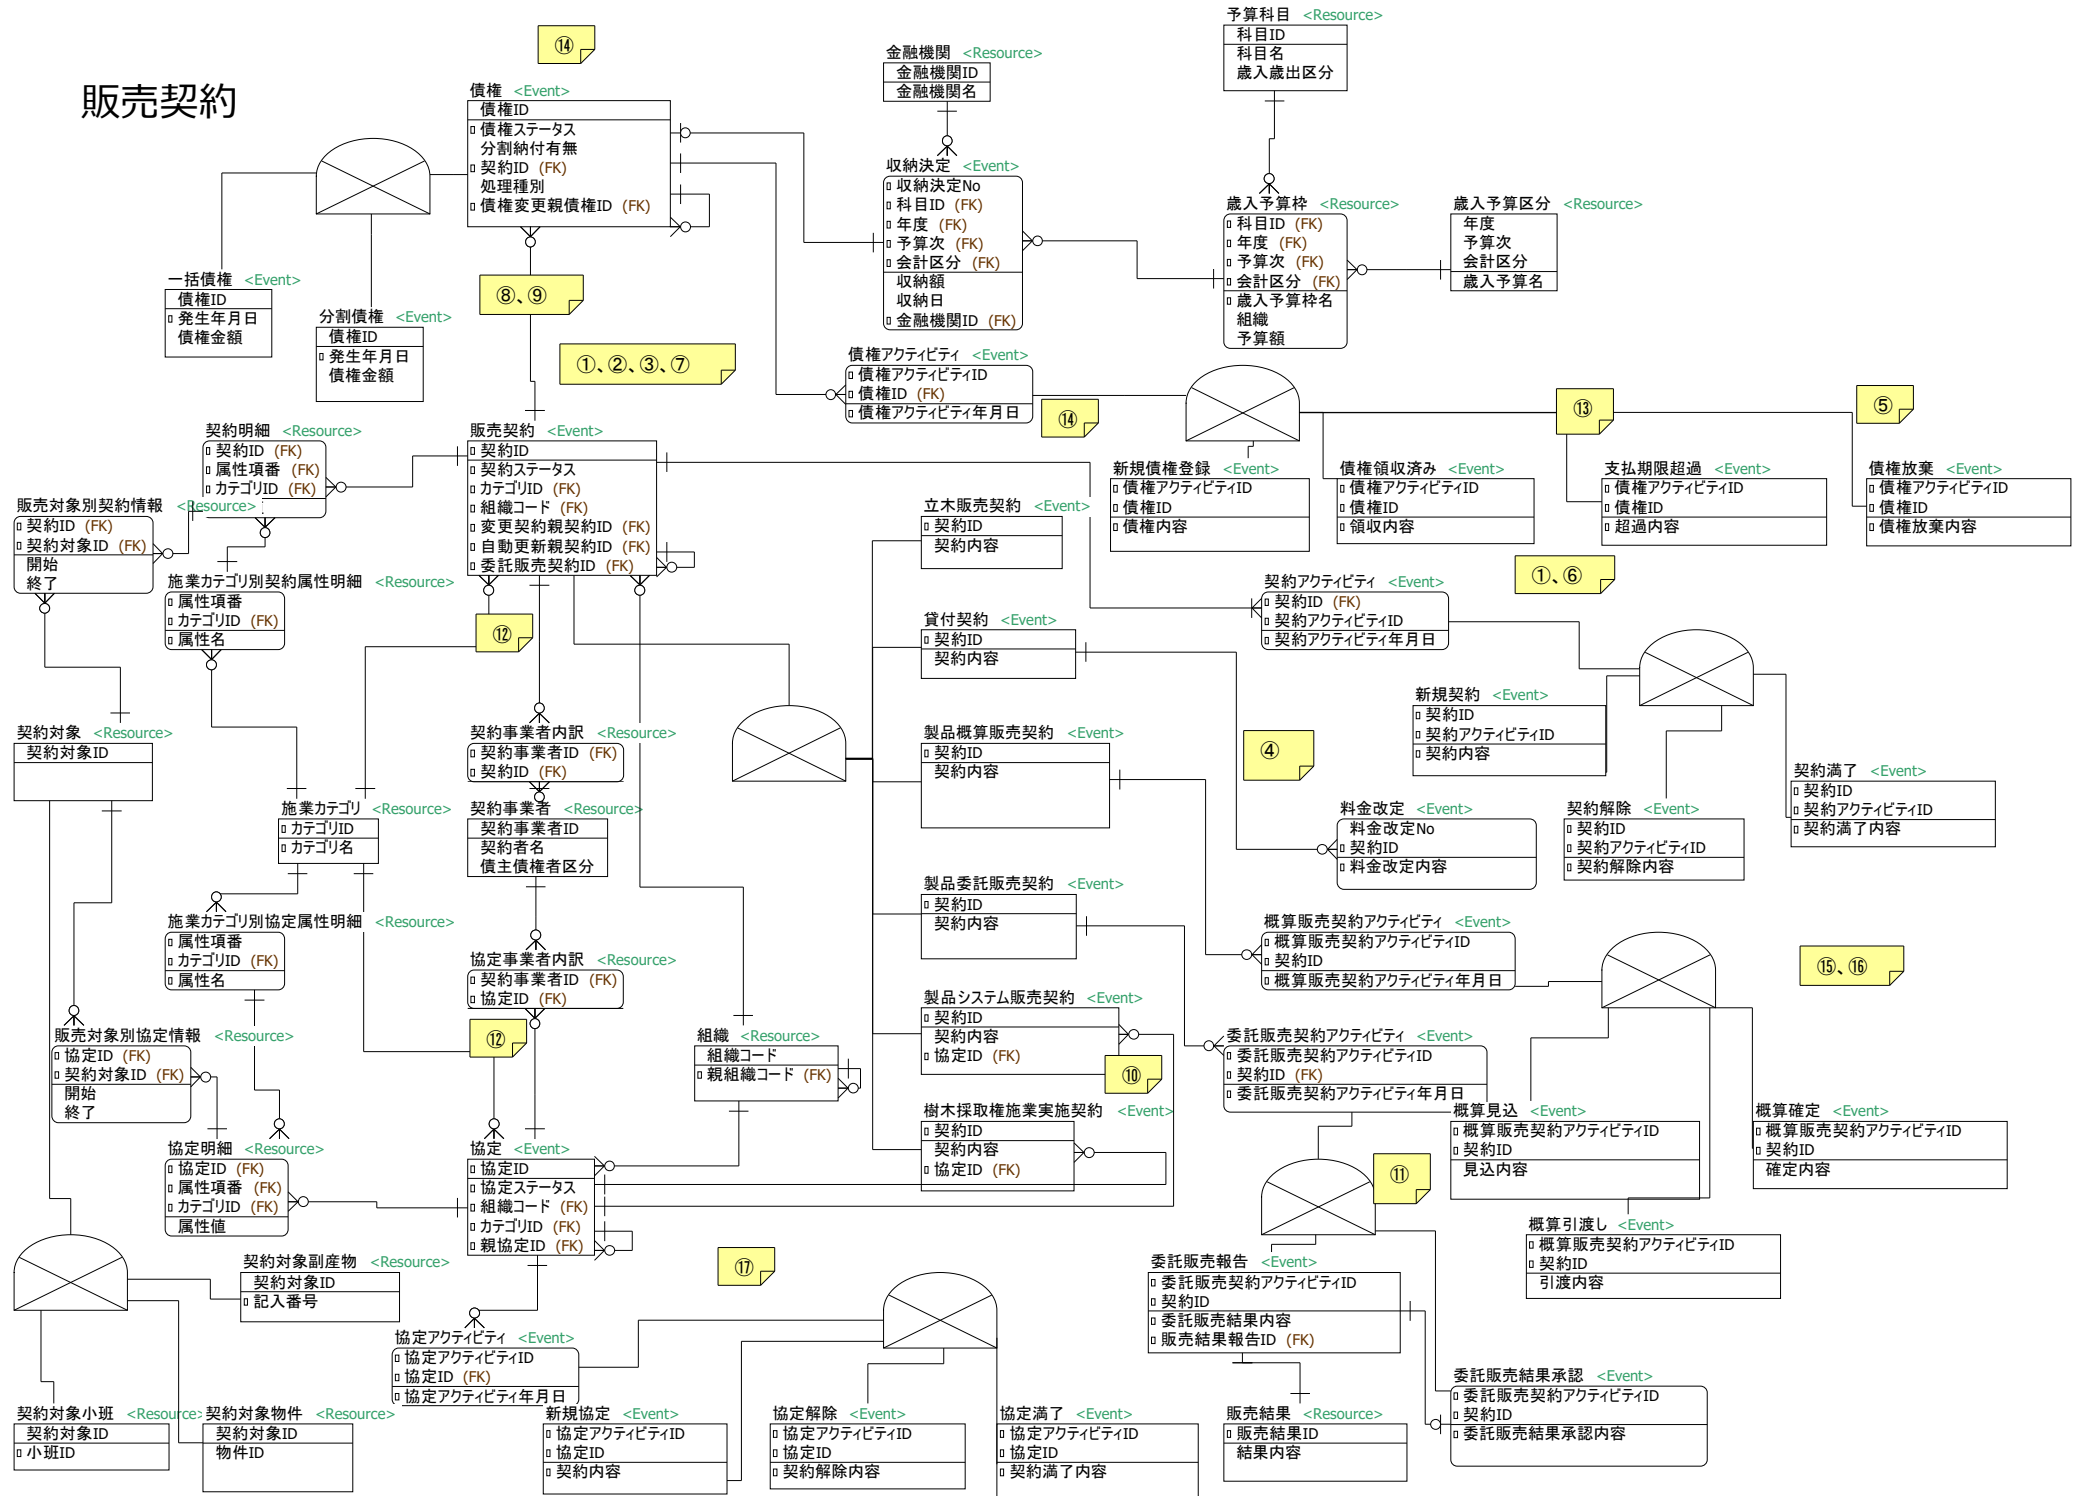 販売契約
⑭
債権 <Event>
債権ID
債権ステータス
分割納付有無
契約ID (FK)
処理種別
債権変更親債権ID (FK)
金融機関 <Resource>
金融機関ID
金融機関名
予算科目 <Resource>
科目ID
科目名
歳入歳出区分
収納決定 <Event>
収納決定No
科目ID (FK)
年度 (FK)
予算次 (FK)
会計区分 (FK)
収納額
収納日
金融機関ID (FK)
歳入予算枠 <Resource>
科目ID (FK)
年度 (FK)
予算次 (FK)
会計区分 (FK)
歳入予算枠名
組織
予算額
歳入予算区分 <Resource>
年度
予算次
会計区分
歳入予算名
一括債権 <Event>
債権ID
発生年月日
債権金額
分割債権 <Event>
債権ID
発生年月日
債権金額
⑧、⑨
①、②、③、⑦
債権アクティビティ <Event>
債権アクティビティID
債権ID (FK)
債権アクティビティ年月日
⑭
⑬
⑤
契約明細 <Resource>
契約ID (FK)
属性項番 (FK)
カテゴリID (FK)
販売契約 <Event>
契約ID
契約ステータス
カテゴリID (FK)
組織コード (FK)
変更契約親契約ID (FK)
自動更新親契約ID (FK)
委託販売契約ID (FK)
新規債権登録 <Event>
債権アクティビティID
債権ID
債権内容
債権領収済み <Event>
債権アクティビティID
債権ID
領収内容
支払期限超過 <Event>
債権アクティビティID
債権ID
超過内容
債権放棄 <Event>
債権アクティビティID
債権ID
債権放棄内容
販売対象別契約情報 <Resource>
契約ID (FK)
契約対象ID (FK)
開始
終了
施業カテゴリ別契約属性明細 <Resource>
属性項番
カテゴリID (FK)
属性名
立木販売契約 <Event>
契約ID
契約内容
①、⑥
契約アクティビティ <Event>
契約ID (FK)
契約アクティビティID
契約アクティビティ年月日
⑫
貸付契約 <Event>
契約ID
契約内容
新規契約 <Event>
契約ID
契約アクティビティID
契約内容
契約対象 <Resource>
契約対象ID
契約事業者内訳 <Resource>
契約事業者ID (FK)
契約ID (FK)
製品概算販売契約 <Event>
契約ID
契約内容
④
契約満了 <Event>
契約ID
契約アクティビティID
契約満了内容
施業カテゴリ <Resource>
カテゴリID
カテゴリ名
契約事業者 <Resource>
契約事業者ID
契約者名
債主債権者区分
料金改定 <Event>
料金改定No
契約ID
料金改定内容
契約解除 <Event>
契約ID
契約アクティビティID
契約解除内容
製品委託販売契約 <Event>
契約ID
契約内容
施業カテゴリ別協定属性明細 <Resource>
属性項番
カテゴリID (FK)
属性名
協定事業者内訳 <Resource>
契約事業者ID (FK)
協定ID (FK)
概算販売契約アクティビティ <Event>
概算販売契約アクティビティID
契約ID
概算販売契約アクティビティ年月日
⑮、⑯
製品システム販売契約 <Event>
契約ID
契約内容
協定ID (FK)
⑩
販売対象別協定情報 <Resource>
協定ID (FK)
契約対象ID (FK)
開始
終了
⑫
組織 <Resource>
組織コード
親組織コード (FK)
委託販売契約アクティビティ <Event>
委託販売契約アクティビティID
契約ID (FK)
委託販売契約アクティビティ年月日
樹木採取権施業実施契約 <Event>
契約ID
契約内容
協定ID (FK)
概算見込 <Event>
概算販売契約アクティビティID
契約ID
見込内容
概算確定 <Event>
概算販売契約アクティビティID
契約ID
確定内容
協定明細 <Resource>
協定ID (FK)
属性項番 (FK)
カテゴリID (FK)
属性値
協定 <Event>
協定ID
協定ステータス
組織コード (FK)
カテゴリID (FK)
親協定ID (FK)
⑪
概算引渡し <Event>
概算販売契約アクティビティID
契約ID
引渡内容
契約対象副産物 <Resource>
契約対象ID
記入番号
⑰
委託販売報告 <Event>
委託販売契約アクティビティID
契約ID
委託販売結果内容
販売結果報告ID (FK)
協定アクティビティ <Event>
協定アクティビティID
協定ID (FK)
協定アクティビティ年月日
委託販売結果承認 <Event>
委託販売契約アクティビティID
契約ID
委託販売結果承認内容
契約対象小班 <Resource>
契約対象ID
小班ID
契約対象物件 <Resource>
契約対象ID
物件ID
新規協定 <Event>
協定アクティビティID
協定ID
契約内容
協定解除 <Event>
協定アクティビティID
協定ID
契約解除内容
協定満了 <Event>
協定アクティビティID
協定ID
契約満了内容
販売結果 <Resource>
販売結果ID
結果内容